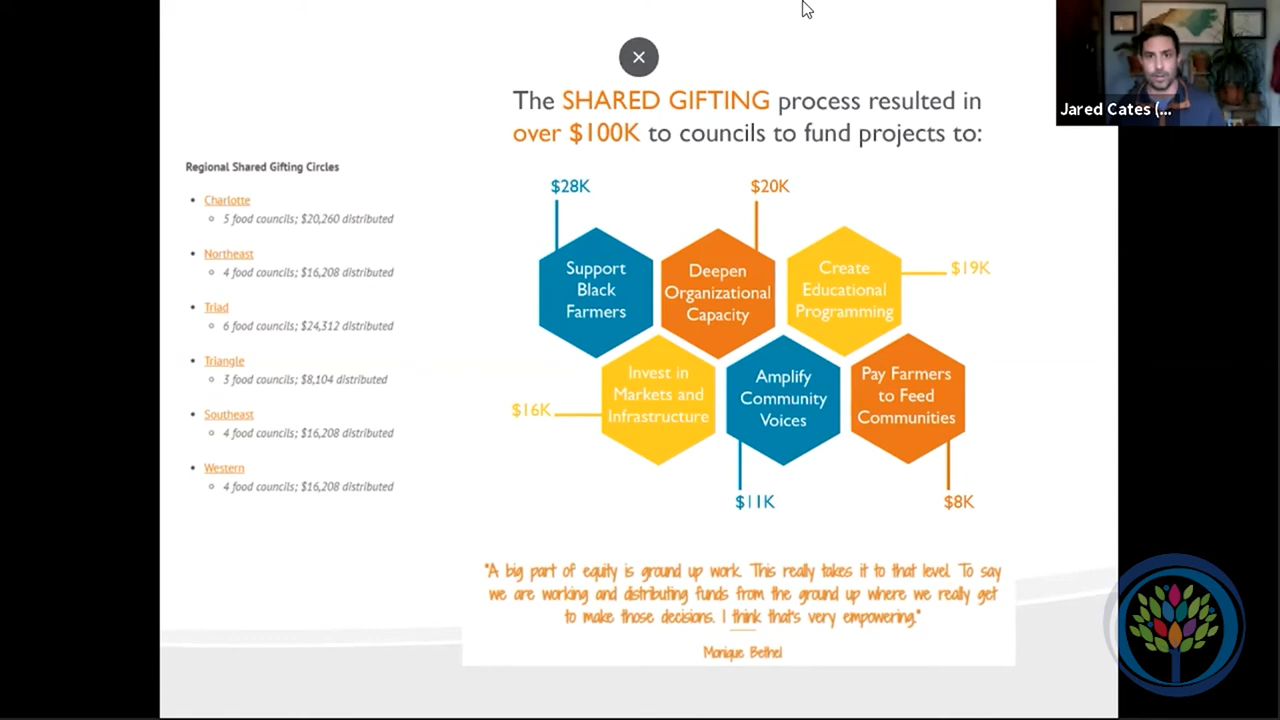 The SHARED GIFTING process resulted in
over $100K to councils to fund projects to:
Jared Cates (...
Regional Shared Gifting Circles
Charlotte
5 food councils; $20,260 distributed
Northeast
4 food councils; $16,208 distributed
Triad
6 food councils; $24,312 distributed
Triangle
3 food councils; $8,104 distributed
Southeast
4 food councils; $16,208 distributed
Western
4 food councils; $16,208 distributed
$28K
Support
Black
Farmers
$20K
Deepen
Organizational
Capacity
$19K
Create
Educational
Programming
$16K
Invest in
Markets and
Infrastructure
$11K
Amplify
Community
Voices
$8K
Pay Farmers
to Feed
Communities
"A big part of equity is ground up work. This really takes it to that level. To say
we are working and distributing funds from the ground up where we really get
to make those decisions. I think that's very empowering."
Monique Bethel